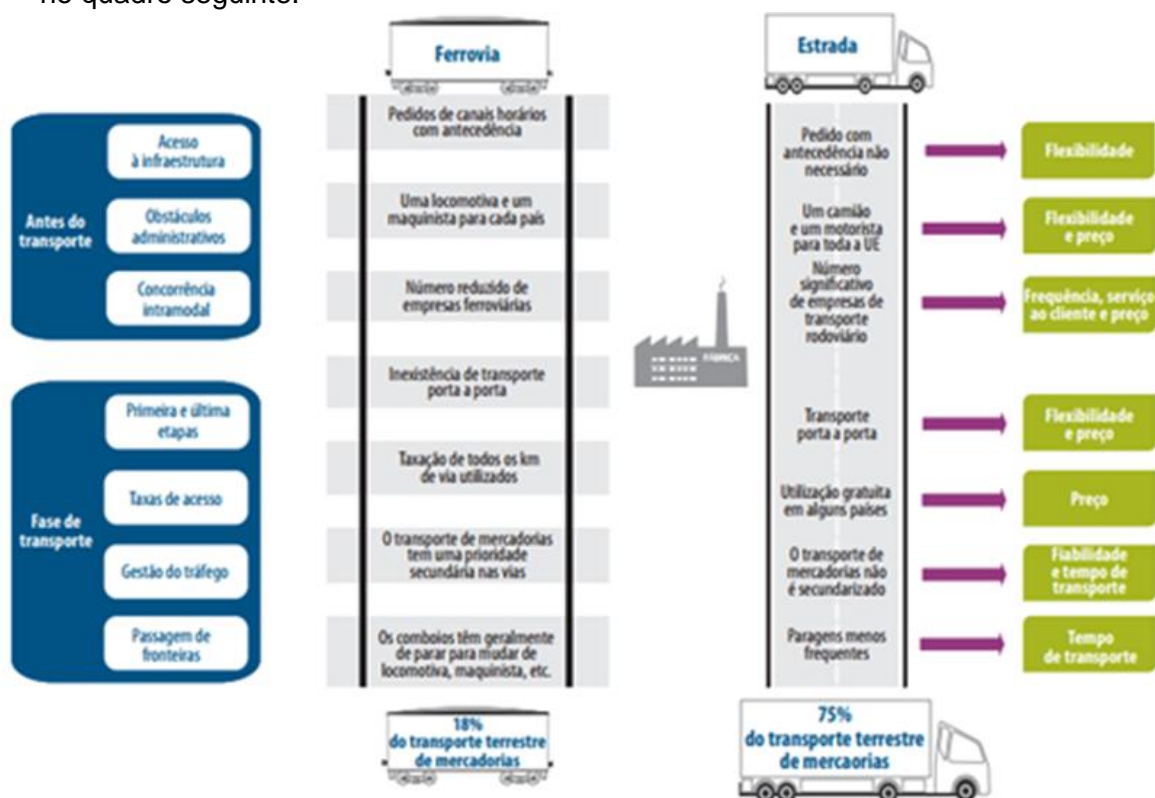 no quadro seguinte.
Ferrovia
Estrada
Antes do
transporte
Acesso
à infraestrutura
Pedidos de canais horários
com antecedência
Pedido com
antecedência não
necessário
Flexibilidade
Obstáculos
administrativos
Uma locomotiva e um
maquinista para cada país
Um camião
e um motorista
para toda a UE
Flexibilidade
e preço
Concorrência
intramodal
Número reduzido de
empresas ferroviárias
Número
significativo
de empresas de
transporte
rodoviário
Frequência, serviço
ao cliente e preço
FÁBRICA
Fase de
transporte
Primeira e última
etapas
Inexistência de transporte
porta a porta
Transporte
porta a porta
Flexibilidade
e preço
Taxas de acesso
Taxação de todos os km
de via utilizados
Utilização gratuita
em alguns países
Preço
Gestão do tráfego
O transporte de mercadorias
tem uma prioridade
secundária nas vias
O transporte de
mercadorias não
é secundarizado
Fiabilidade
e tempo de
transporte
Passagem de
fronteiras
Os comboios têm geralmente
de parar para mudar de
locomotiva, maquinista, etc.
Paragens menos
frequentes
Tempo
de transporte
18%
do transporte terrestre
de mercadorias
75%
do transporte terrestre
de mercaorias